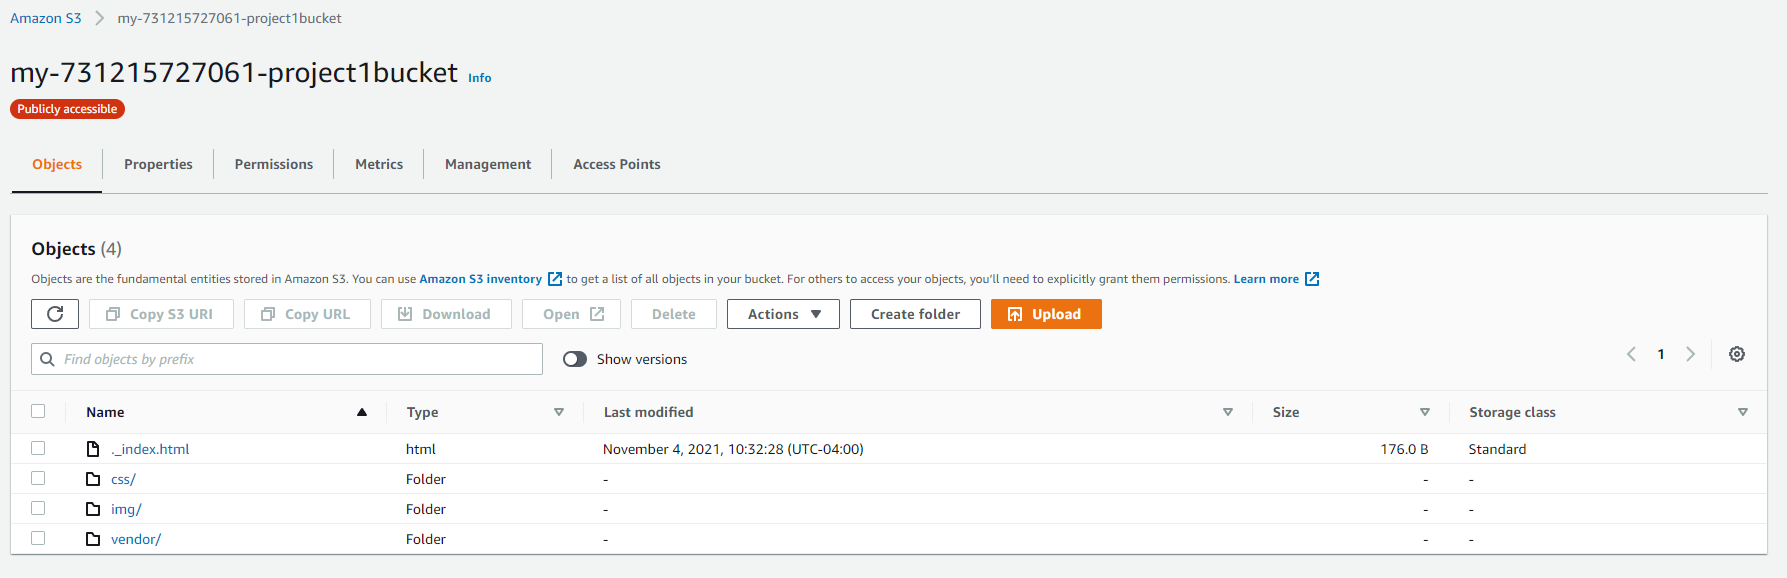 Amazon S3 > my-731215727061-project1bucket
my-731215727061-project1bucket Info
Publicly accessible
Objects Properties Permissions Metrics Management Access Points
Objects (4)
Objects are the fundamental entities stored in Amazon S3. You can use Amazon S3 inventory to get a list of all objects in your bucket. For others to access your objects, you'll need to explicitly grant them permissions. Learn more
Copy S3 URI Copy URL Download Open Delete Actions Create folder Upload
Find objects by prefix Show versions 1
Name Type Last modified Size Storage class
._index.html html November 4, 2021, 10:32:28 (UTC-04:00) 176.0 B Standard
css/ Folder - - -
img/ Folder - - -
vendor/ Folder - - -